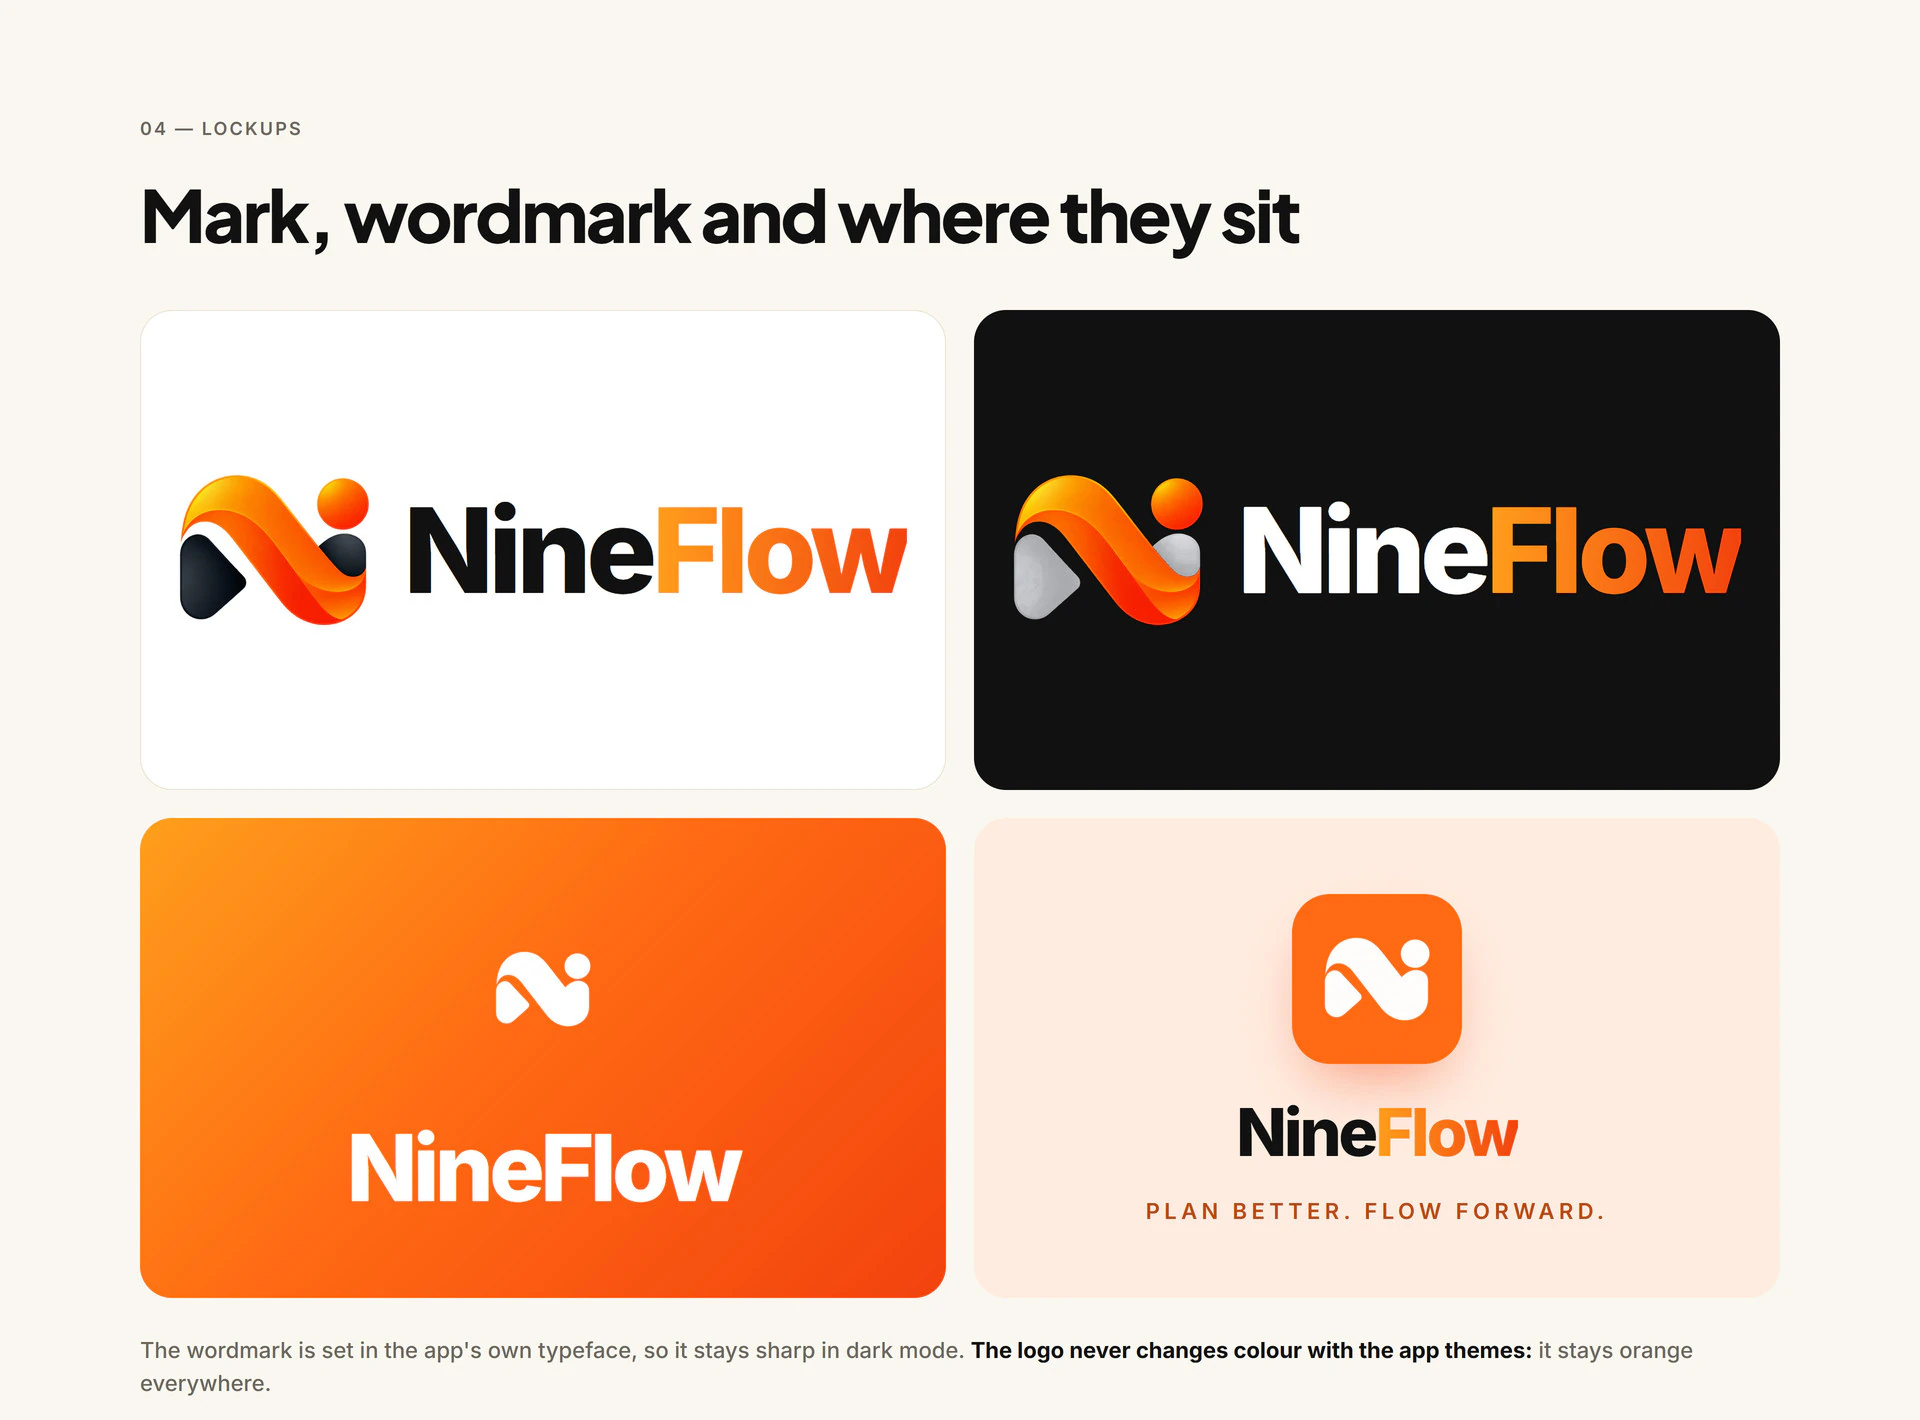 04 — LOCKUPS
Mark, wordmark and where they sit
NineFlow
NineFlow
NineFlow
NineFlow
PLAN BETTER. FLOW FORWARD.
The wordmark is set in the app's own typeface, so it stays sharp in dark mode. The logo never changes colour with the app themes: it stays orange
everywhere.